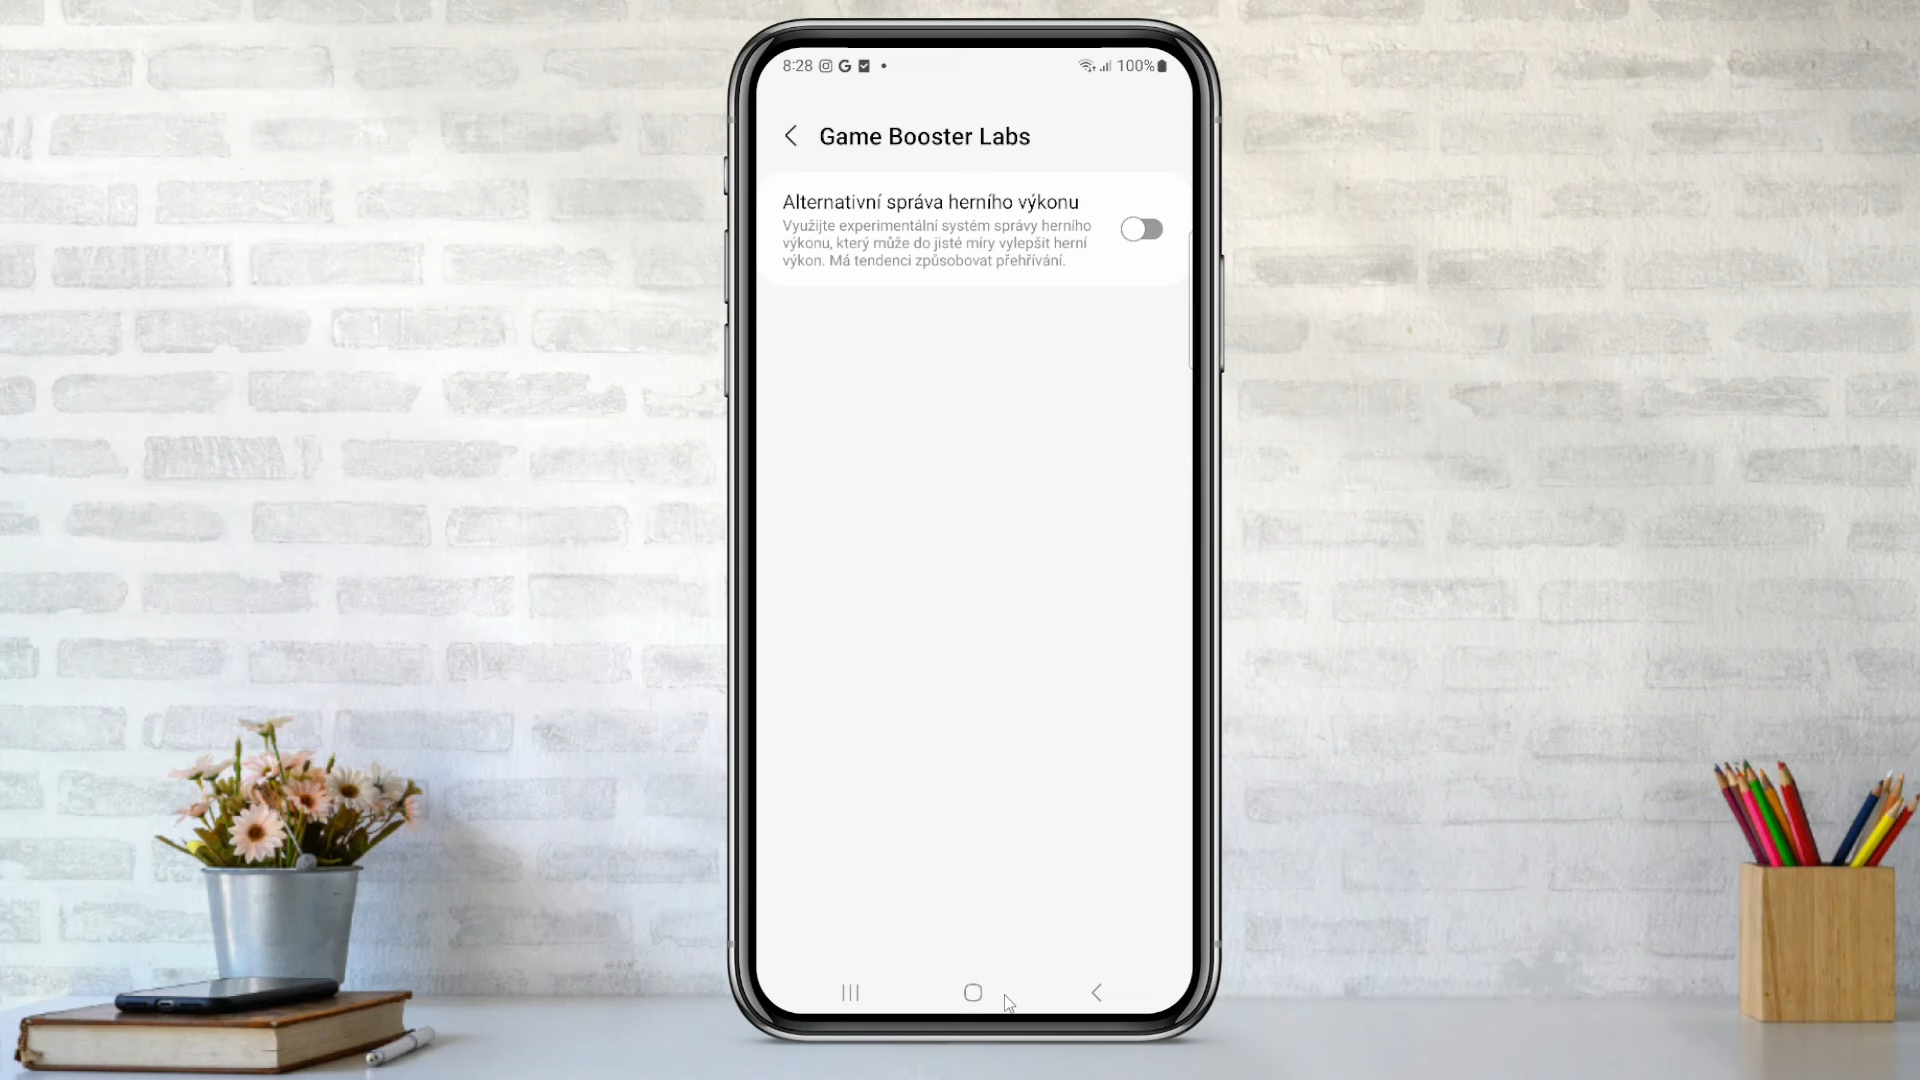 8:28 100%
Game Booster Labs
Alternativní správa herního výkonu
Využijte experimentální systém správy herního
výkonu, který může do jisté míry vylepšit herní
výkon. Má tendenci způsobovat přehřívání.